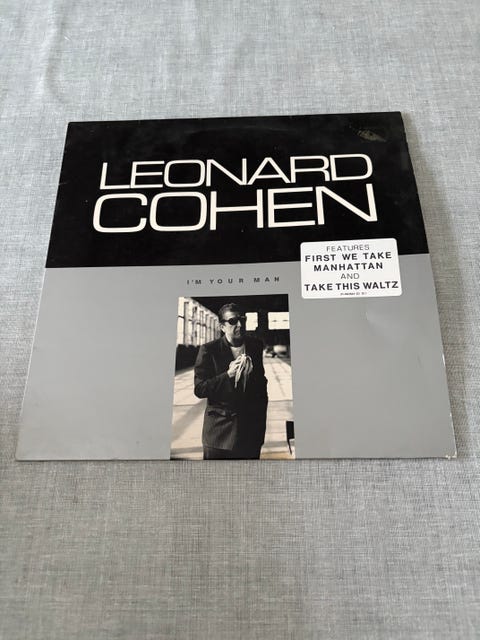 LEONARD
COHEN
FEATURES
FIRST WE TAKE
MANHATTAN
AND
TAKE THIS WALTZ
I'M YOUR MAN